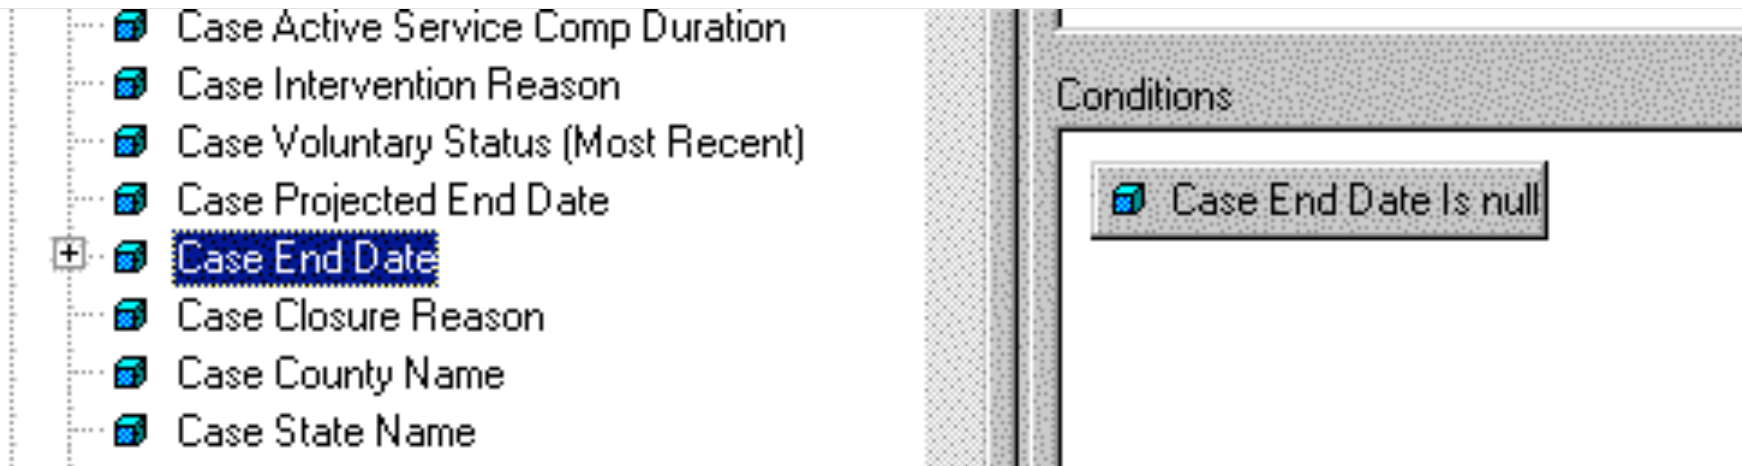 Case Active Service Comp Duration
Case Intervention Reason
Case Voluntary Status (Most Recent)
Case Projected End Date
Case End Date
Case Closure Reason
Case County Name
Case State Name
Conditions
Case End Date Is null